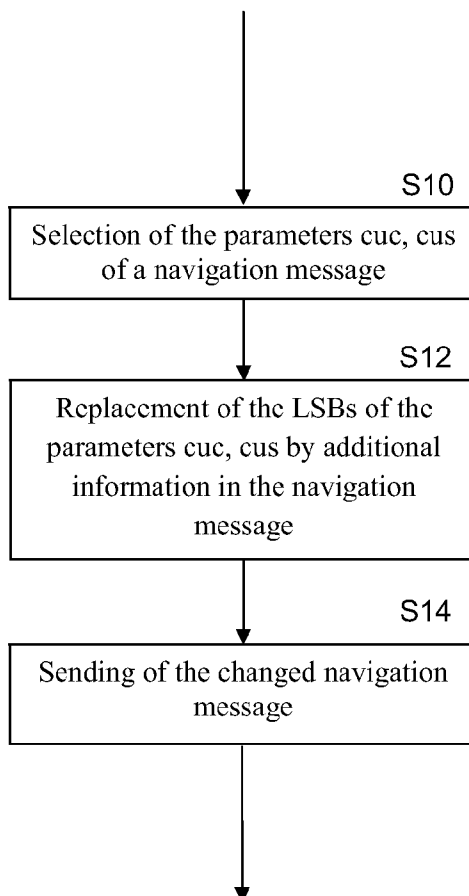 S10
Selection of the parameters cuc, cus
of a navigation message
S12
Replacement of the LSBs of the
parameters cuc, cus by additional
information in the navigation
message
S14
Sending of the changed navigation
message